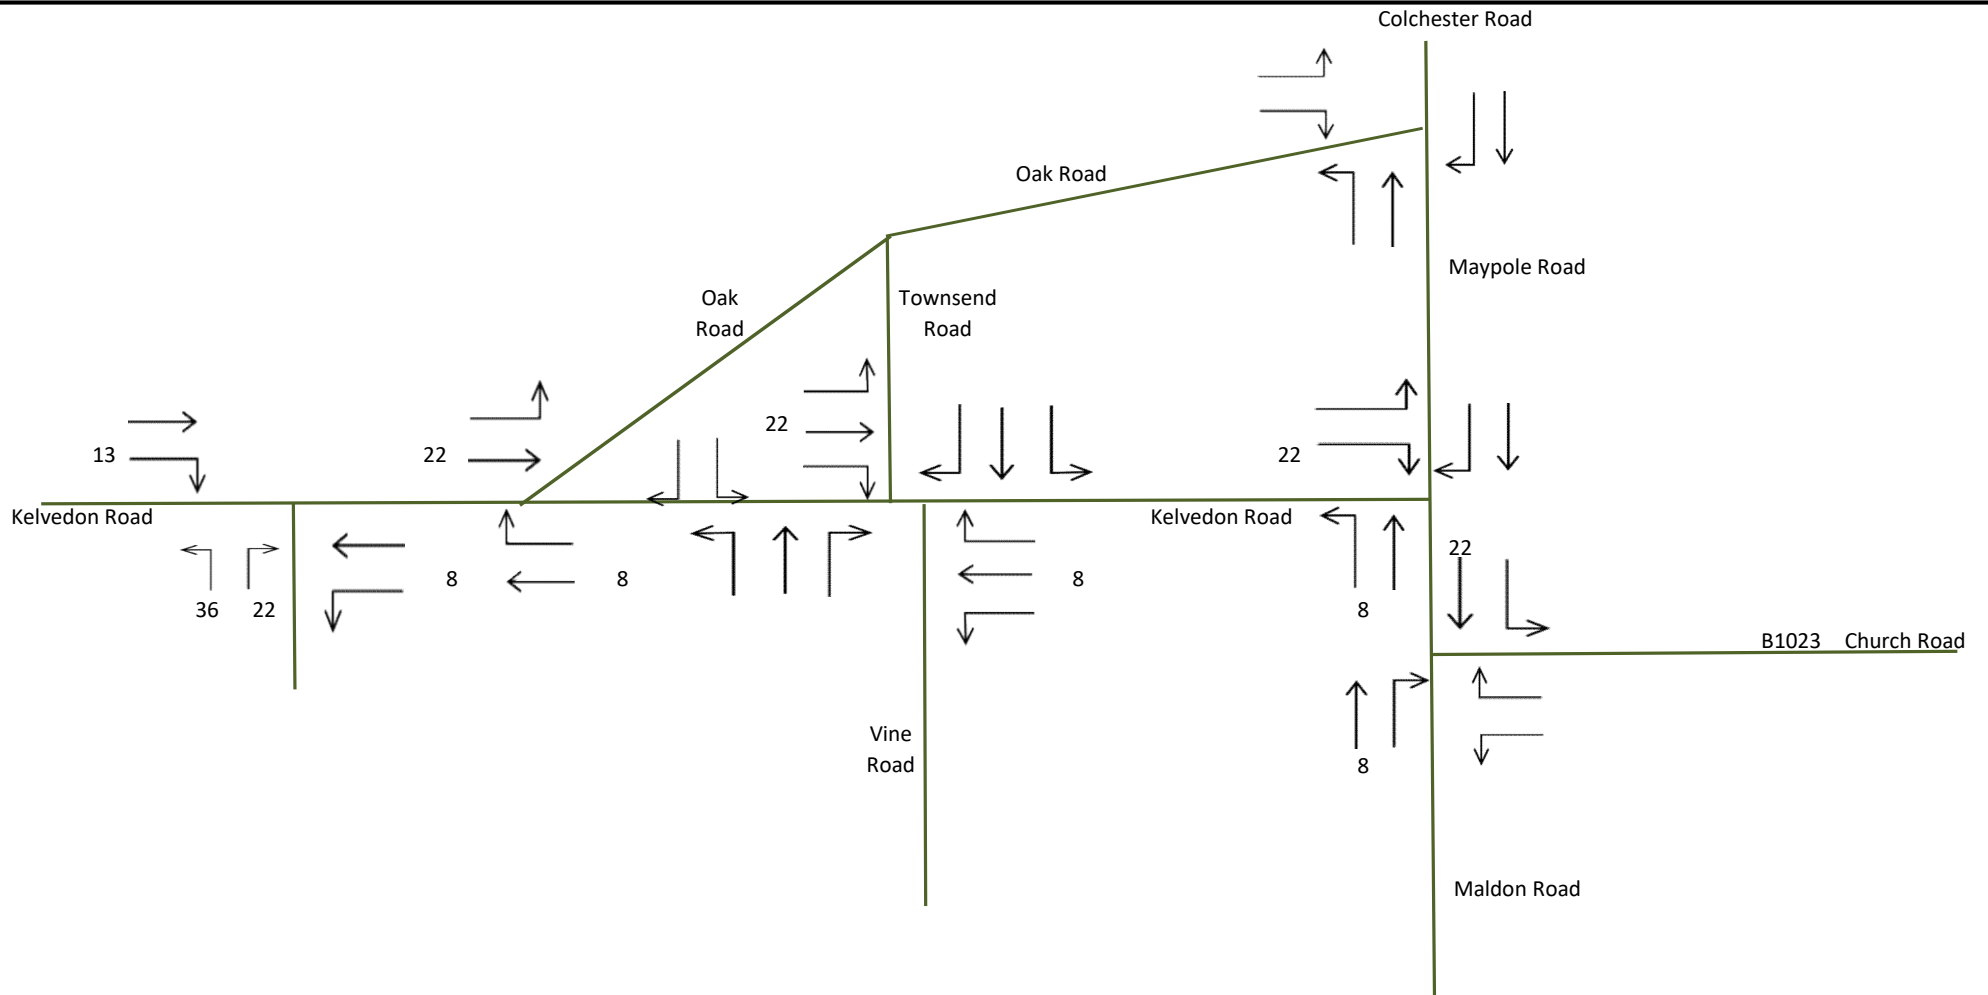 Colchester Road
Oak Road
Maypole Road
Oak
Road
Townsend
Road
22
13
22
22
Kelvedon Road
Kelvedon Road
22
8
8
8
36
22
8
B1023
Church Road
Vine
Road
8
Maldon Road